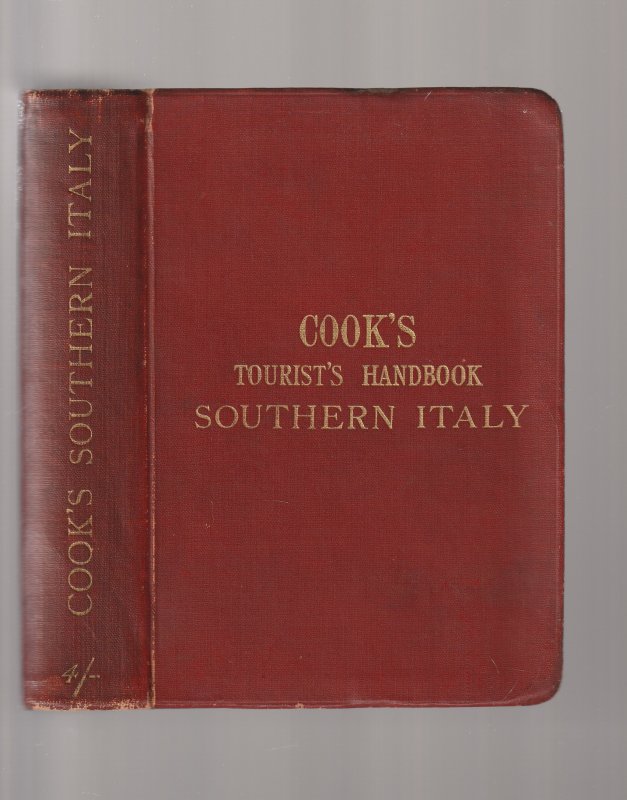 COOK'S SOUTHERN ITALY
4/-
COOK'S
TOURIST'S HANDBOOK
SOUTHERN ITALY